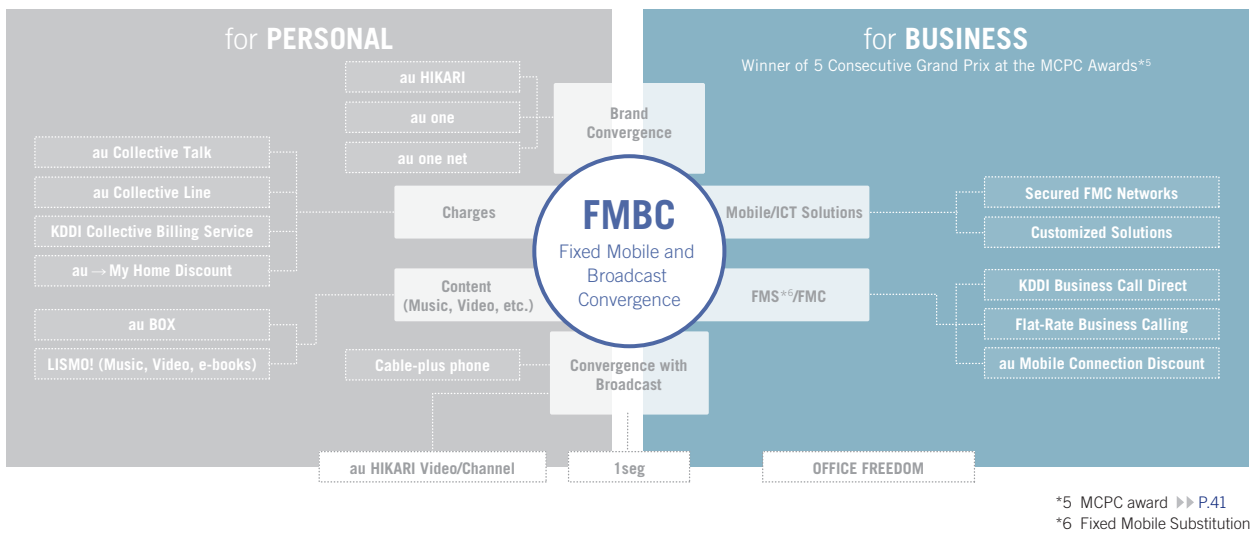 for PERSONAL
au HIKARI
au one
au one net
au Collective Talk
au Collective Line
KDDI Collective Billing Service
au → My Home Discount
au BOX
LISMO! (Music, Video, e-books)
Cable-plus phone
Charges
Content
(Music, Video, etc.)
Brand
Convergence
FMBC
Fixed Mobile and
Broadcast
Convergence
Convergence with
Broadcast
for BUSINESS
Winner of 5 Consecutive Grand Prix at the MCPC Awards*5
Mobile/ICT Solutions
FMS*6/FMC
Secured FMC Networks
Customized Solutions
KDDI Business Call Direct
Flat-Rate Business Calling
au Mobile Connection Discount
au HIKARI Video/Channel
1seg
OFFICE FREEDOM
*5 MCPC award ▶▶ P.41
*6 Fixed Mobile Substitution